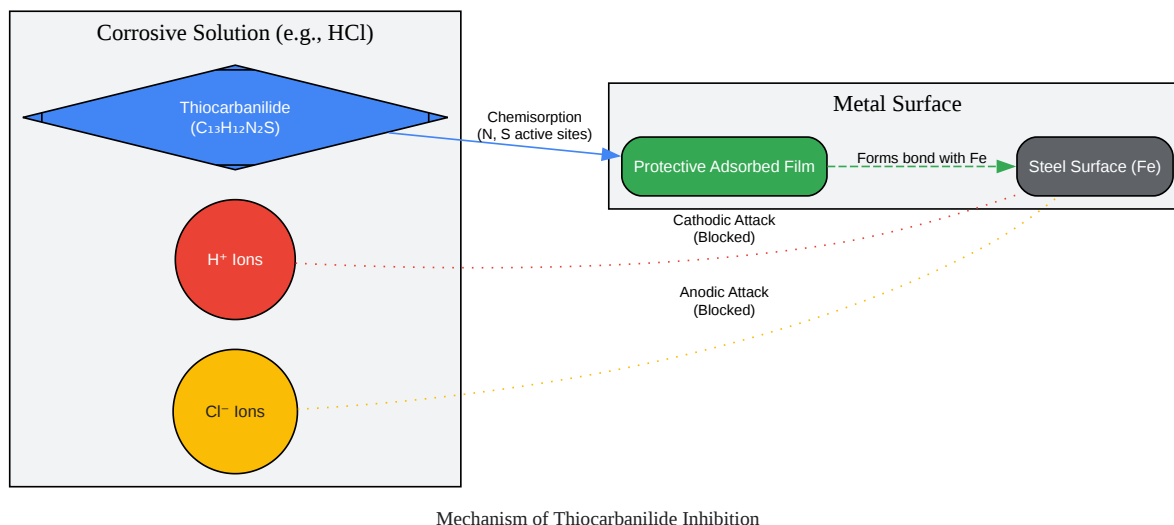 Corrosive Solution (e.g., HCl)
Thiocarbanilide
(C₁₃H₁₂N₂S)
Chemisorption
(N, S active sites)
Metal Surface
Protective Adsorbed Film
Forms bond with Fe
Steel Surface (Fe)
Cathodic Attack
(Blocked)
H⁺ Ions
Anodic Attack
(Blocked)
Cl⁻ Ions
Mechanism of Thiocarbanilide Inhibition